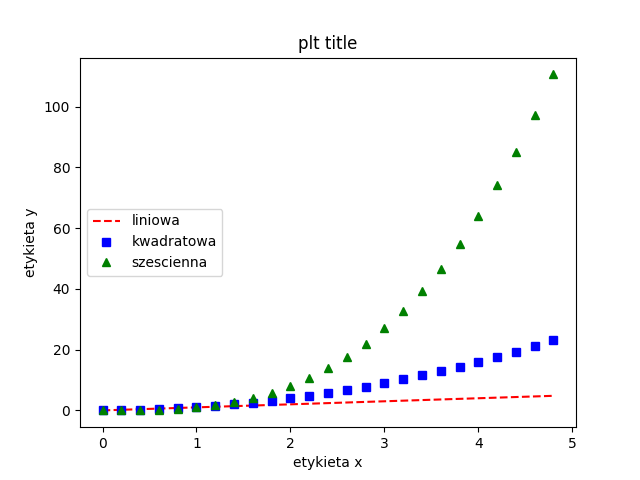 plt title
100
80
60
40
20
0
etykieta y
liniowa
kwadratowa
szescienna
0 1 2 3 4 5
etykieta x